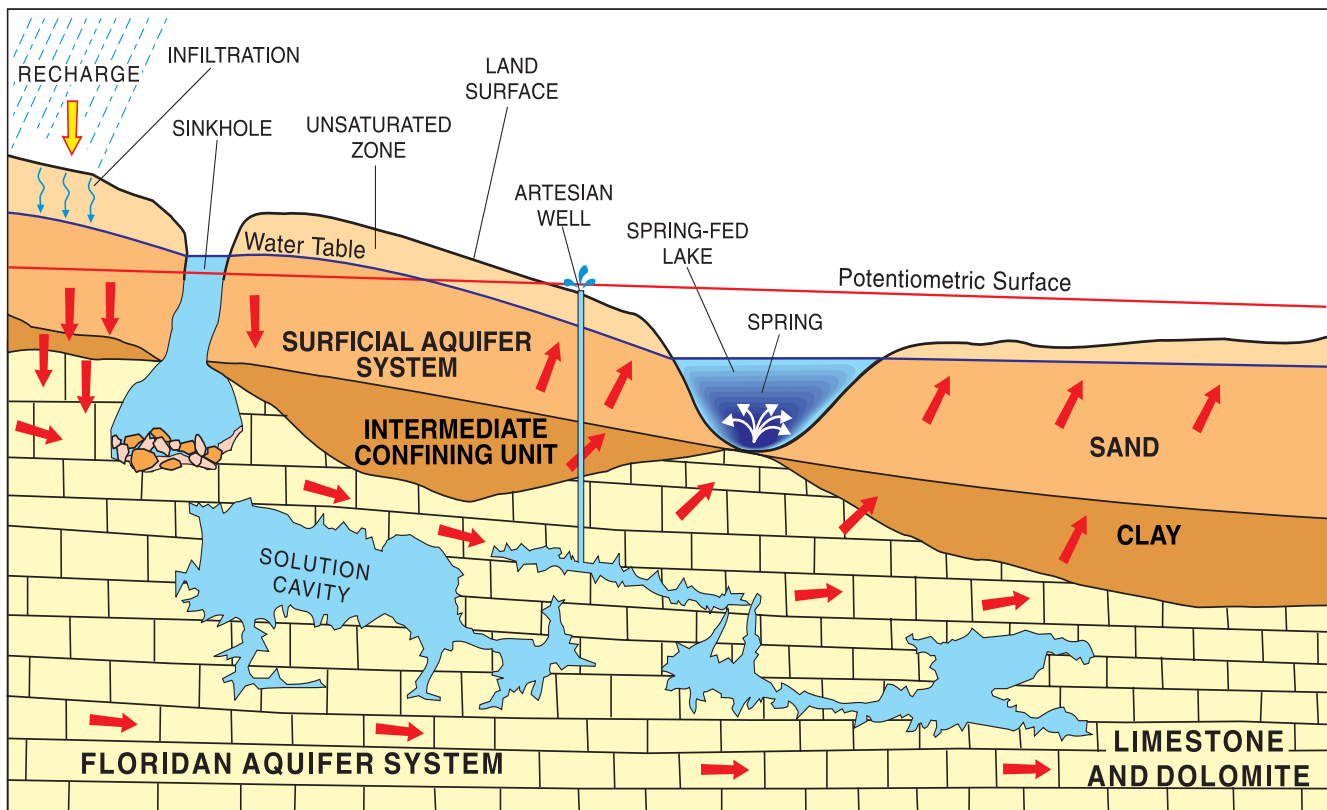 INFILTRATION
RECHARGE
SINKHOLE
UNSATURATED
ZONE
LAND
SURFACE
ARTESIAN
WELL
SPRING-FED
LAKE
Water Table
Potentiometric Surface
SPRING
SURFICIAL AQUIFER
SYSTEM
INTERMEDIATE
CONFINING UNIT
SAND
CLAY
SOLUTION
CAVITY
FLORIDAN AQUIFER SYSTEM
LIMESTONE
AND DOLOMITE